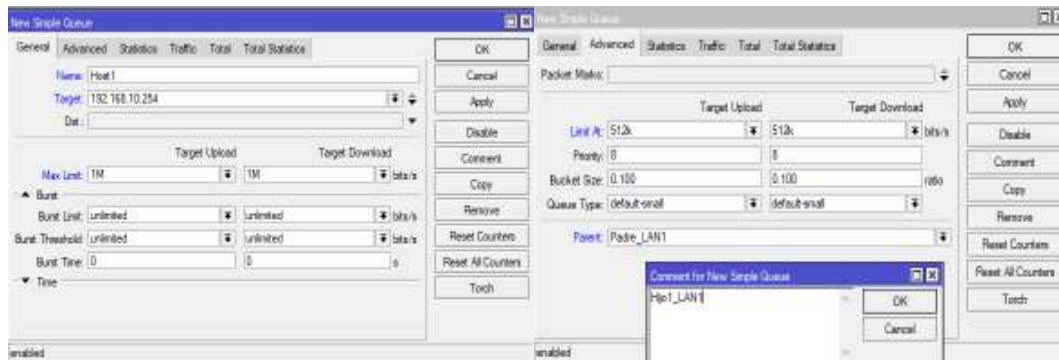 New Simple Queue
General Advanced Statistics Traffic Total Total Statistics
Name: Host1
Target: 192.168.10.254
Dst.:
Target Upload Target Download
Max Limit: 1M 1M bits/s
Burst
Burst Limit: unlimited unlimited bits/s
Burst Threshold: unlimited unlimited bits/s
Burst Time: 0 0 s
Time
OK
Cancel
Apply
Disable
Comment
Copy
Remove
Reset Counters
Reset All Counters
Torch
enabled
New Simple Queue
General Advanced Statistics Traffic Total Total Statistics
Packet Marks:
Target Upload Target Download
Limit At: 512k 512k bits/s
Priority: 8 8
Bucket Size: 0.100 0.100 ratio
Queue Type: default-small default-small
Parent: Padre_LAN1
OK
Cancel
Apply
Disable
Comment
Copy
Remove
Reset Counters
Reset All Counters
Torch
Comment for New Simple Queue
Hijo1_LAN1
OK
Cancel
enabled